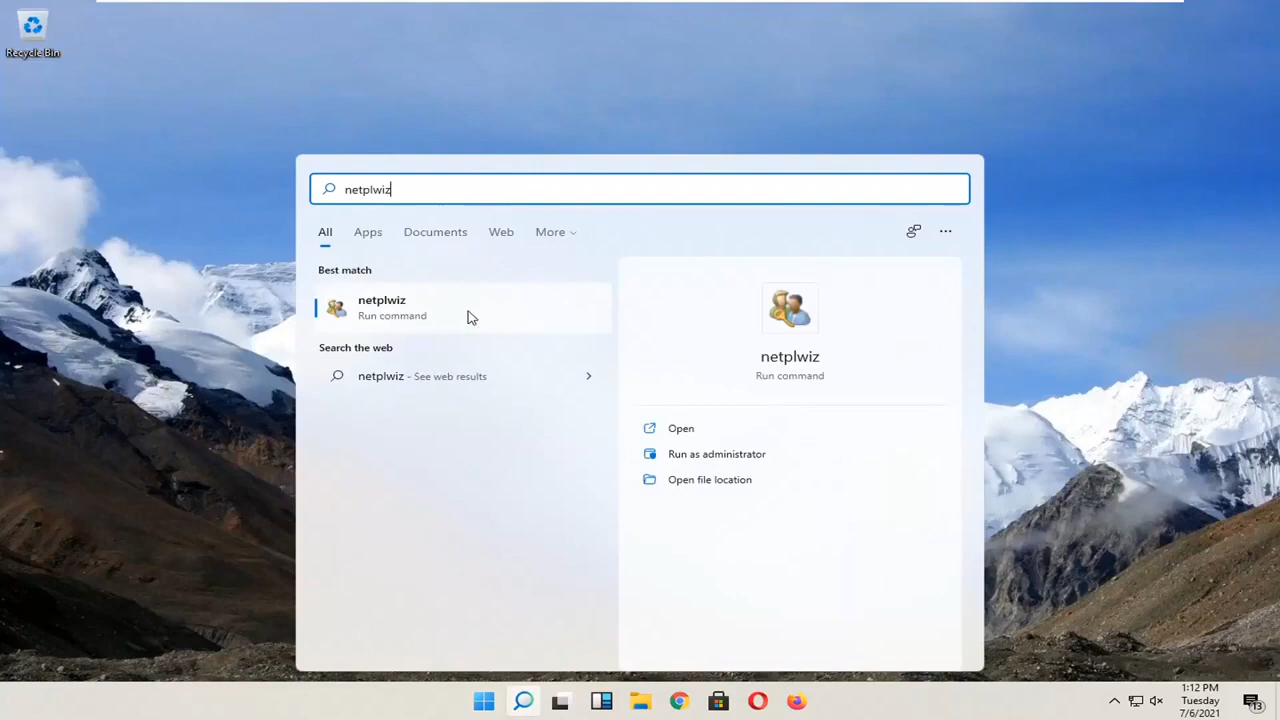 Recycle Bin
netplwiz
All Apps Documents Web More
Best match
netplwiz
Run command
Search the web
netplwiz - See web results
netplwiz
Run command
Open
Run as administrator
Open file location
1:12 PM
Tuesday
7/6/2021
13